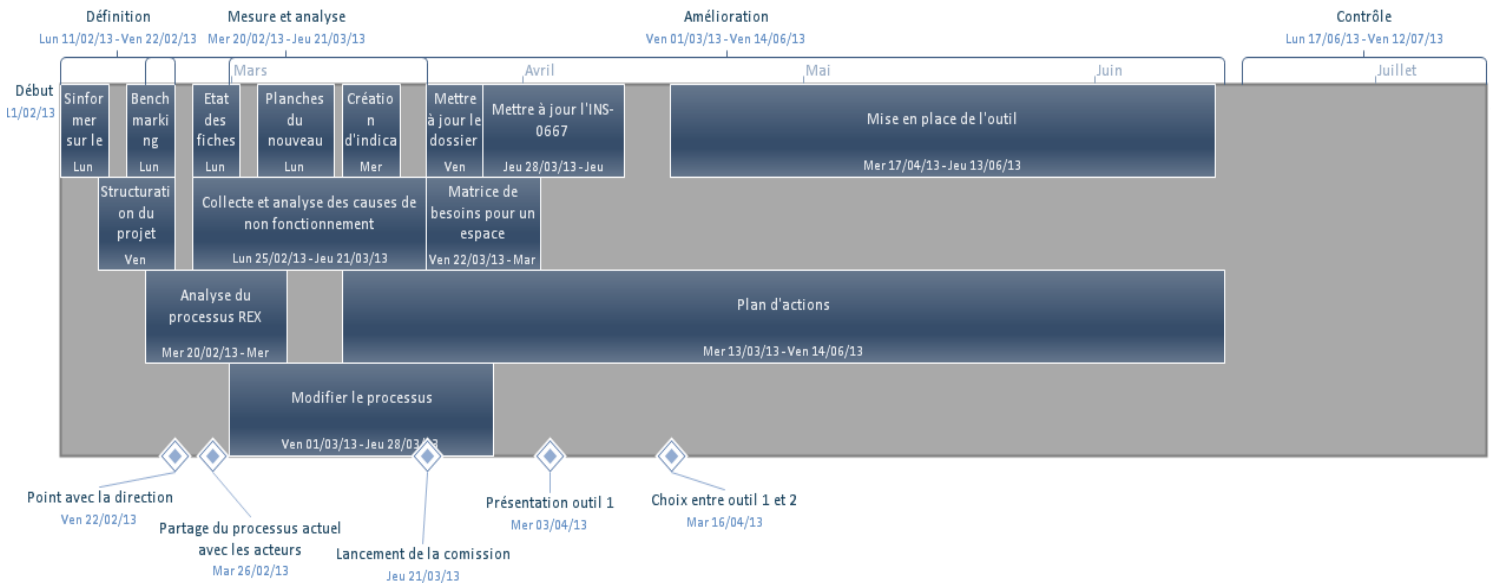 Définition
Lun 11/02/13 - Ven 22/02/13
Mesure et analyse
Mer 20/02/13 - Jeu 21/03/13
Amélioration
Ven 01/03/13 - Ven 14/06/13
Contrôle
Lun 17/06/13 - Ven 12/07/13
Mars
Avril
Mai
Juin
Juillet
Début
11/02/13
Sinfor
mer
sur le
Lun
Bench
marki
ng
Lun
Etat
des
fiches
Lun
Planches
du
nouveau
Lun
Créatio
n
d'indica
Mer
Mettre
à jour le
dossier
Ven
Mettre à jour l'INS-
0667
Jeu 28/03/13 - Jeu
Mise en place de l'outil
Mer 17/04/13 - Jeu 13/06/13
Structurati
on du
projet
Ven
Collecte et analyse des causes de
non fonctionnement
Lun 25/02/13 - Jeu 21/03/13
Matrice de
besoins pour un
espace
Ven 22/03/13 - Mar
Analyse du
processus REX
Mer 20/02/13 - Mer
Plan d'actions
Mer 13/03/13 - Ven 14/06/13
Modifier le processus
Ven 01/03/13 - Jeu 28/03/13
Point avec la direction
Ven 22/02/13
Partage du processus actuel
avec les acteurs
Mar 26/02/13
Lancement de la comission
Jeu 21/03/13
Présentation outil 1
Mer 03/04/13
Choix entre outil 1 et 2
Mar 16/04/13